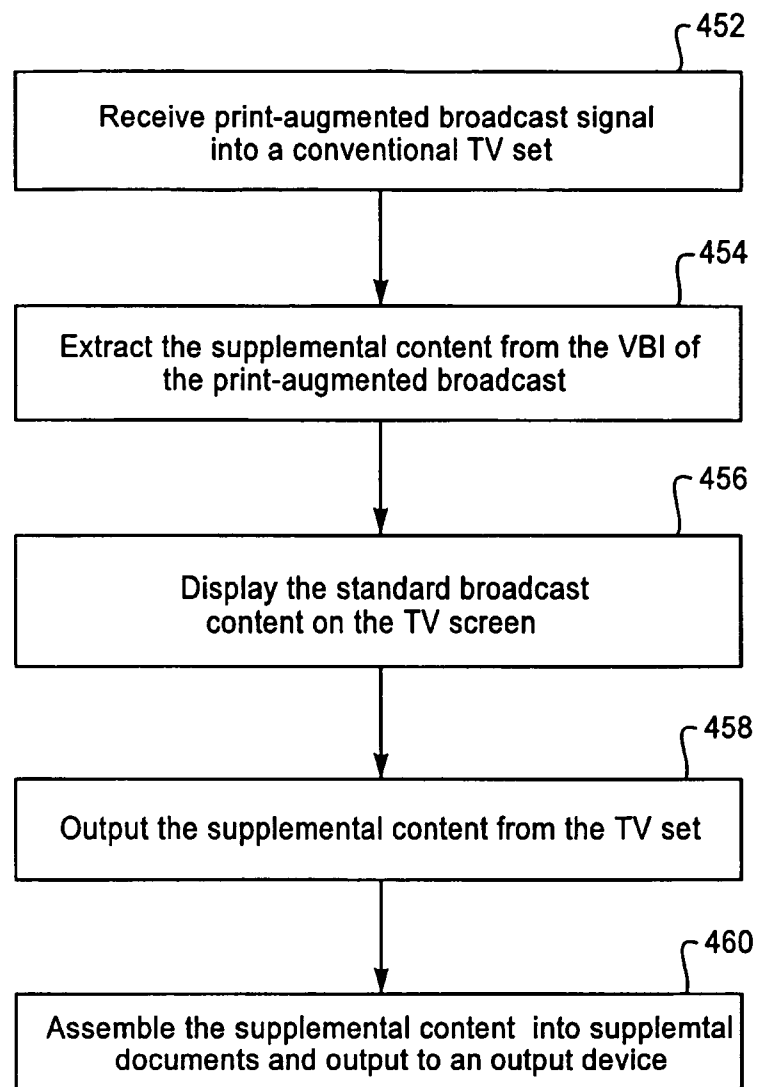 452
Receive print-augmented broadcast signal
into a conventional TV set
454
Extract the supplemental content from the VBI of
the print-augmented broadcast
456
Display the standard broadcast
content on the TV screen
458
Output the supplemental content from the TV set
460
Assemble the supplemental content into supplemtal
documents and output to an output device